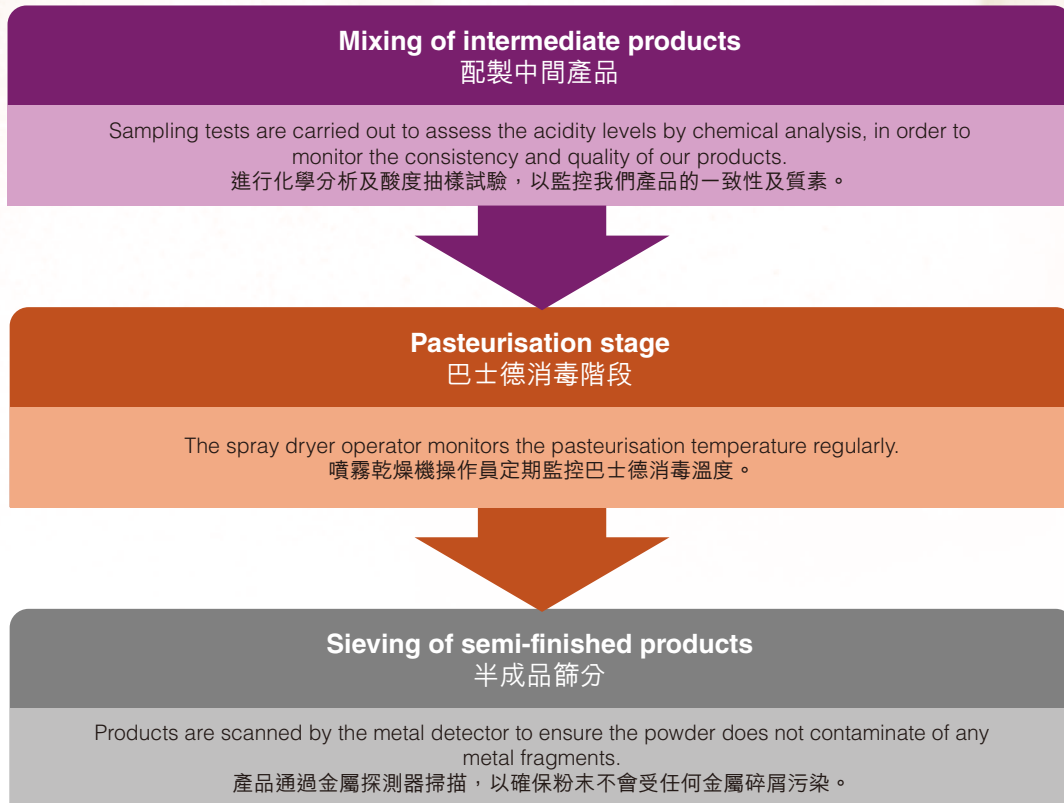 Mixing of intermediate products
配製中間產品
Sampling tests are carried out to assess the acidity levels by chemical analysis, in order to
monitor the consistency and quality of our products.
進行化學分析及酸度抽樣試驗，以監控我們產品的一致性及質素。
Pasteurisation stage
巴士德消毒階段
The spray dryer operator monitors the pasteurisation temperature regularly.
噴霧乾燥機操作員定期監控巴士德消毒溫度。
Sieving of semi-finished products
半成品篩分
Products are scanned by the metal detector to ensure the powder does not contaminate of any
metal fragments.
產品通過金屬探測器掃描，以確保粉末不會受任何金屬碎屑污染。